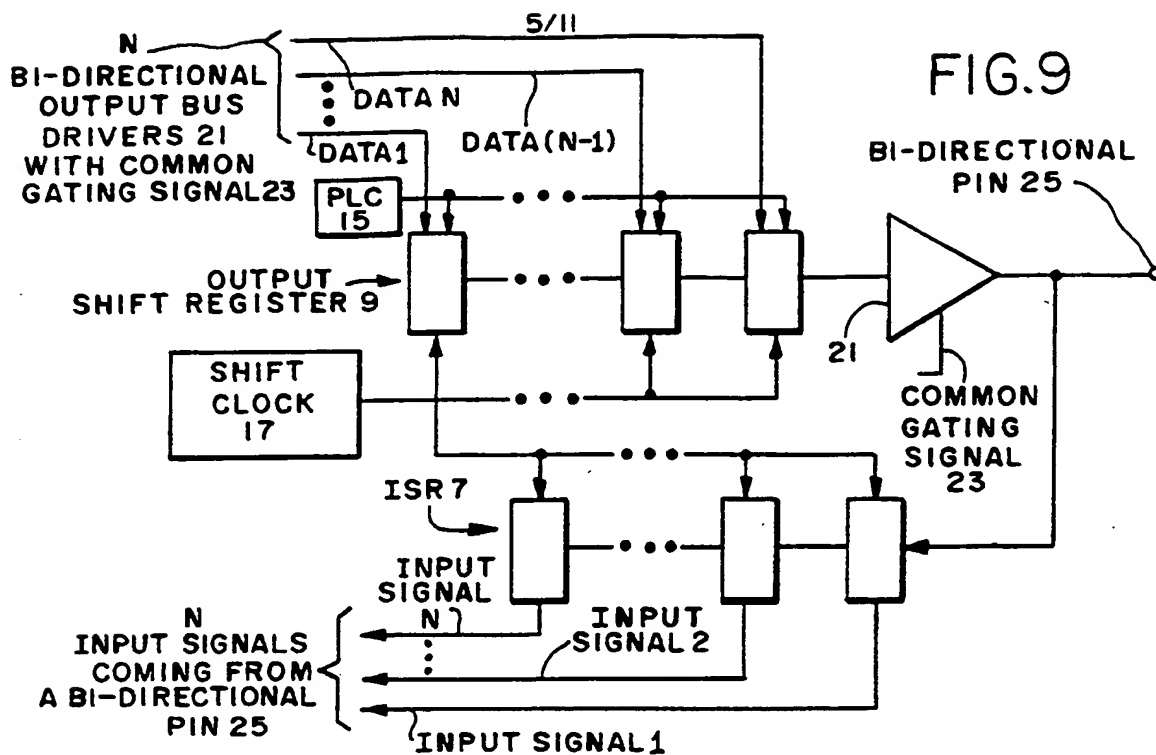 N
BI-DIRECTIONAL
OUTPUT BUS
DRIVERS 21
WITH COMMON
GATING SIGNAL 23
5/11
DATA N
DATA (N-1)
DATA 1
FIG.9
BI-DIRECTIONAL
PIN 25
PLC
15
OUTPUT
SHIFT REGISTER 9
21
SHIFT
CLOCK
17
COMMON
GATING
SIGNAL
23
ISR 7
INPUT
SIGNAL
N
INPUT
SIGNAL 2
N
INPUT SIGNALS
COMING FROM
A BI-DIRECTIONAL
PIN 25
INPUT SIGNAL 1